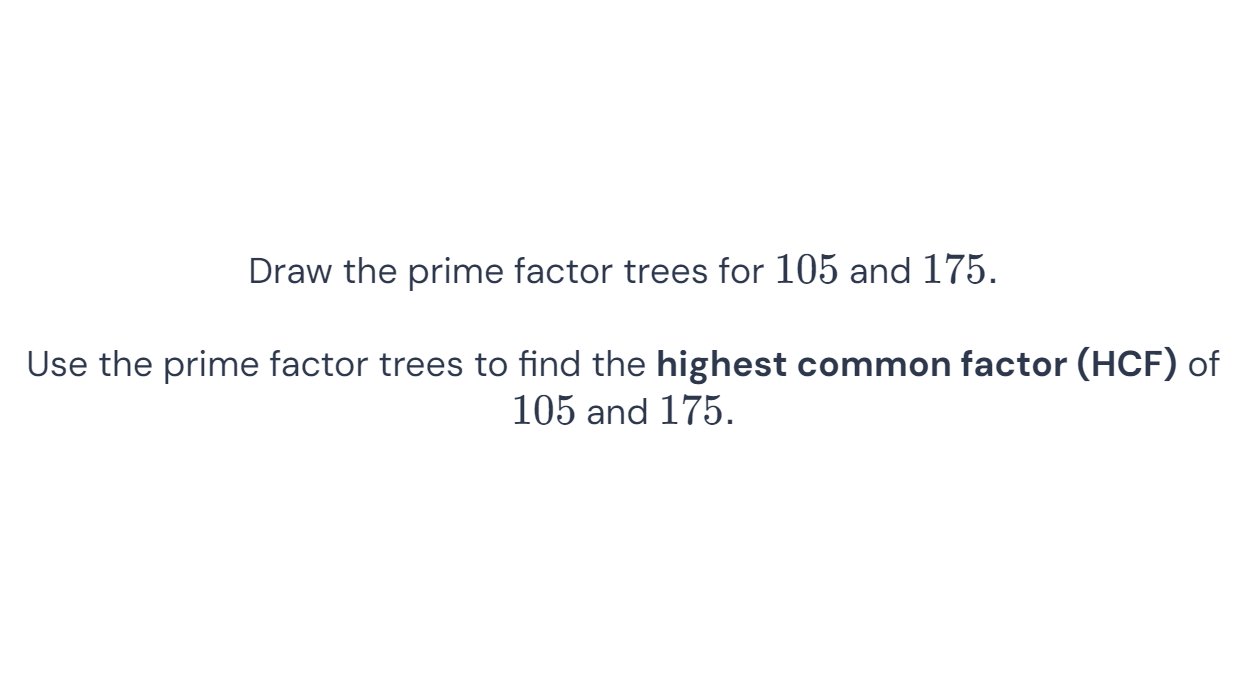 Draw the prime factor trees for 105 and 175.
Use the prime factor trees to find the highest common factor (HCF) of
105 and 175.